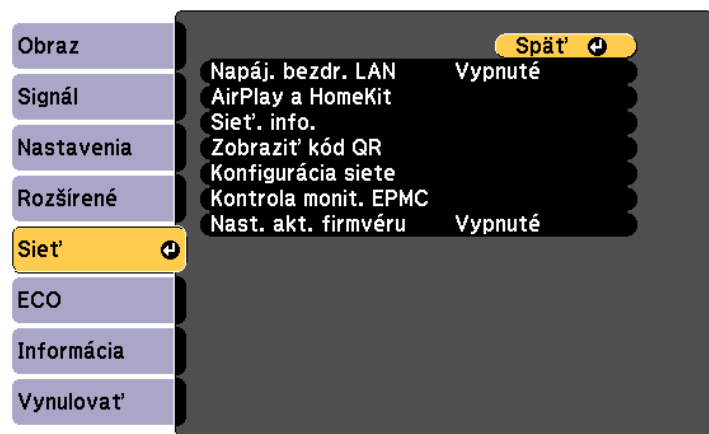 Obraz
Signál
Nastavenia
Rozšírené
Sieť
ECO
Informácia
Vynulovať
Späť
Napáj. bezdr. LAN Vypnuté
AirPlay a HomeKit
Sieť. info.
Zobraziť kód QR
Konfigurácia siete
Kontrola monit. EPMC
Nast. akt. firmvéru Vypnuté